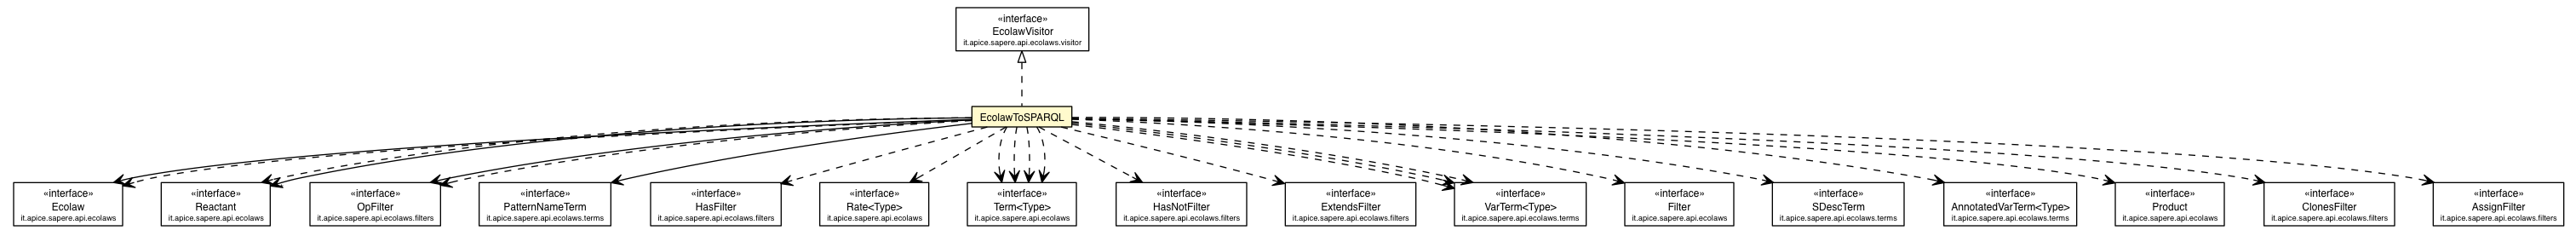 «interface»
EcolawVisitor
it.apice.sapere.api.ecolaws.visitor
EcolawToSPARQL
«interface»
Ecolaw
it.apice.sapere.api.ecolaws
«interface»
Reactant
it.apice.sapere.api.ecolaws
«interface»
OpFilter
it.apice.sapere.api.ecolaws.filters
«interface»
PatternNameTerm
it.apice.sapere.api.ecolaws.terms
«interface»
HasFilter
it.apice.sapere.api.ecolaws.filters
«interface»
Rate<Type>
it.apice.sapere.api.ecolaws
«interface»
Term<Type>
it.apice.sapere.api.ecolaws
«interface»
HasNotFilter
it.apice.sapere.api.ecolaws.filters
«interface»
ExtendsFilter
it.apice.sapere.api.ecolaws.filters
«interface»
VarTerm<Type>
it.apice.sapere.api.ecolaws.terms
«interface»
Filter
it.apice.sapere.api.ecolaws
«interface»
SDescTerm
it.apice.sapere.api.ecolaws.terms
«interface»
AnnotatedVarTerm<Type>
it.apice.sapere.api.ecolaws.terms
«interface»
Product
it.apice.sapere.api.ecolaws
«interface»
ClonesFilter
it.apice.sapere.api.ecolaws.filters
«interface»
AssignFilter
it.apice.sapere.api.ecolaws.filters